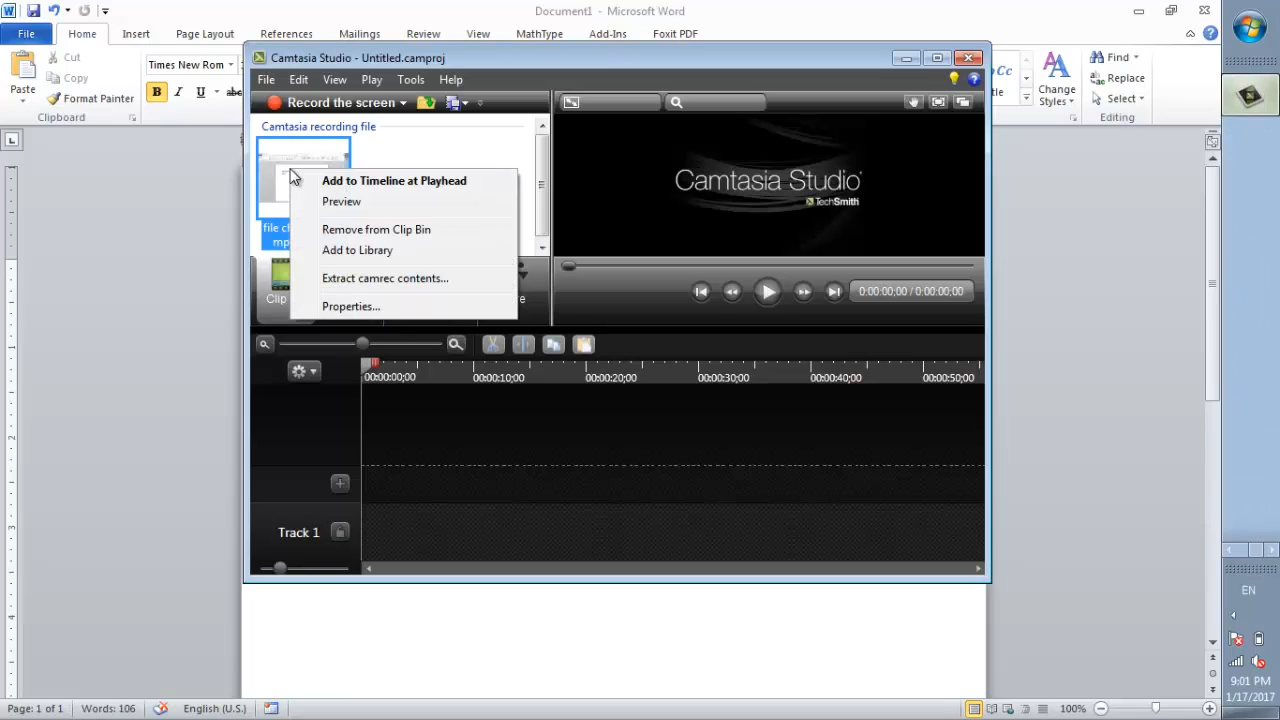 Document1 - Microsoft Word
File Home Insert Page Layout References Mailings Review View MathType Add-Ins Foxit PDF
Paste
Cut
Copy
Format Painter
Clipboard
Times New Rom
B I U abc
Change
Styles
Find
Replace
Select
Editing
Camtasia Studio - Untitled.camproj
File Edit View Play Tools Help
Record the screen
Camtasia recording file
Add to Timeline at Playhead
Preview
Remove from Clip Bin
Add to Library
Extract camrec contents...
Properties...
Camtasia Studio
TechSmith
0:00:00;00 / 0:00:00;00
00:00:00;00 00:00:10;00 00:00:20;00 00:00:30;00 00:00:40;00 00:00:50;00
Track 1
Page: 1 of 1 Words: 106 English (U.S.) 100%
EN
9:01 PM
1/17/2017